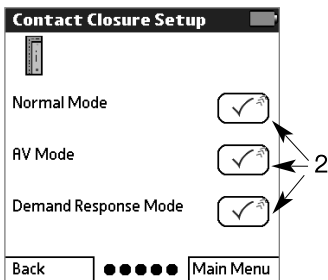 Contact Closure Setup
Normal Mode
AV Mode
2
Demand Response Mode
Back
Main Menu